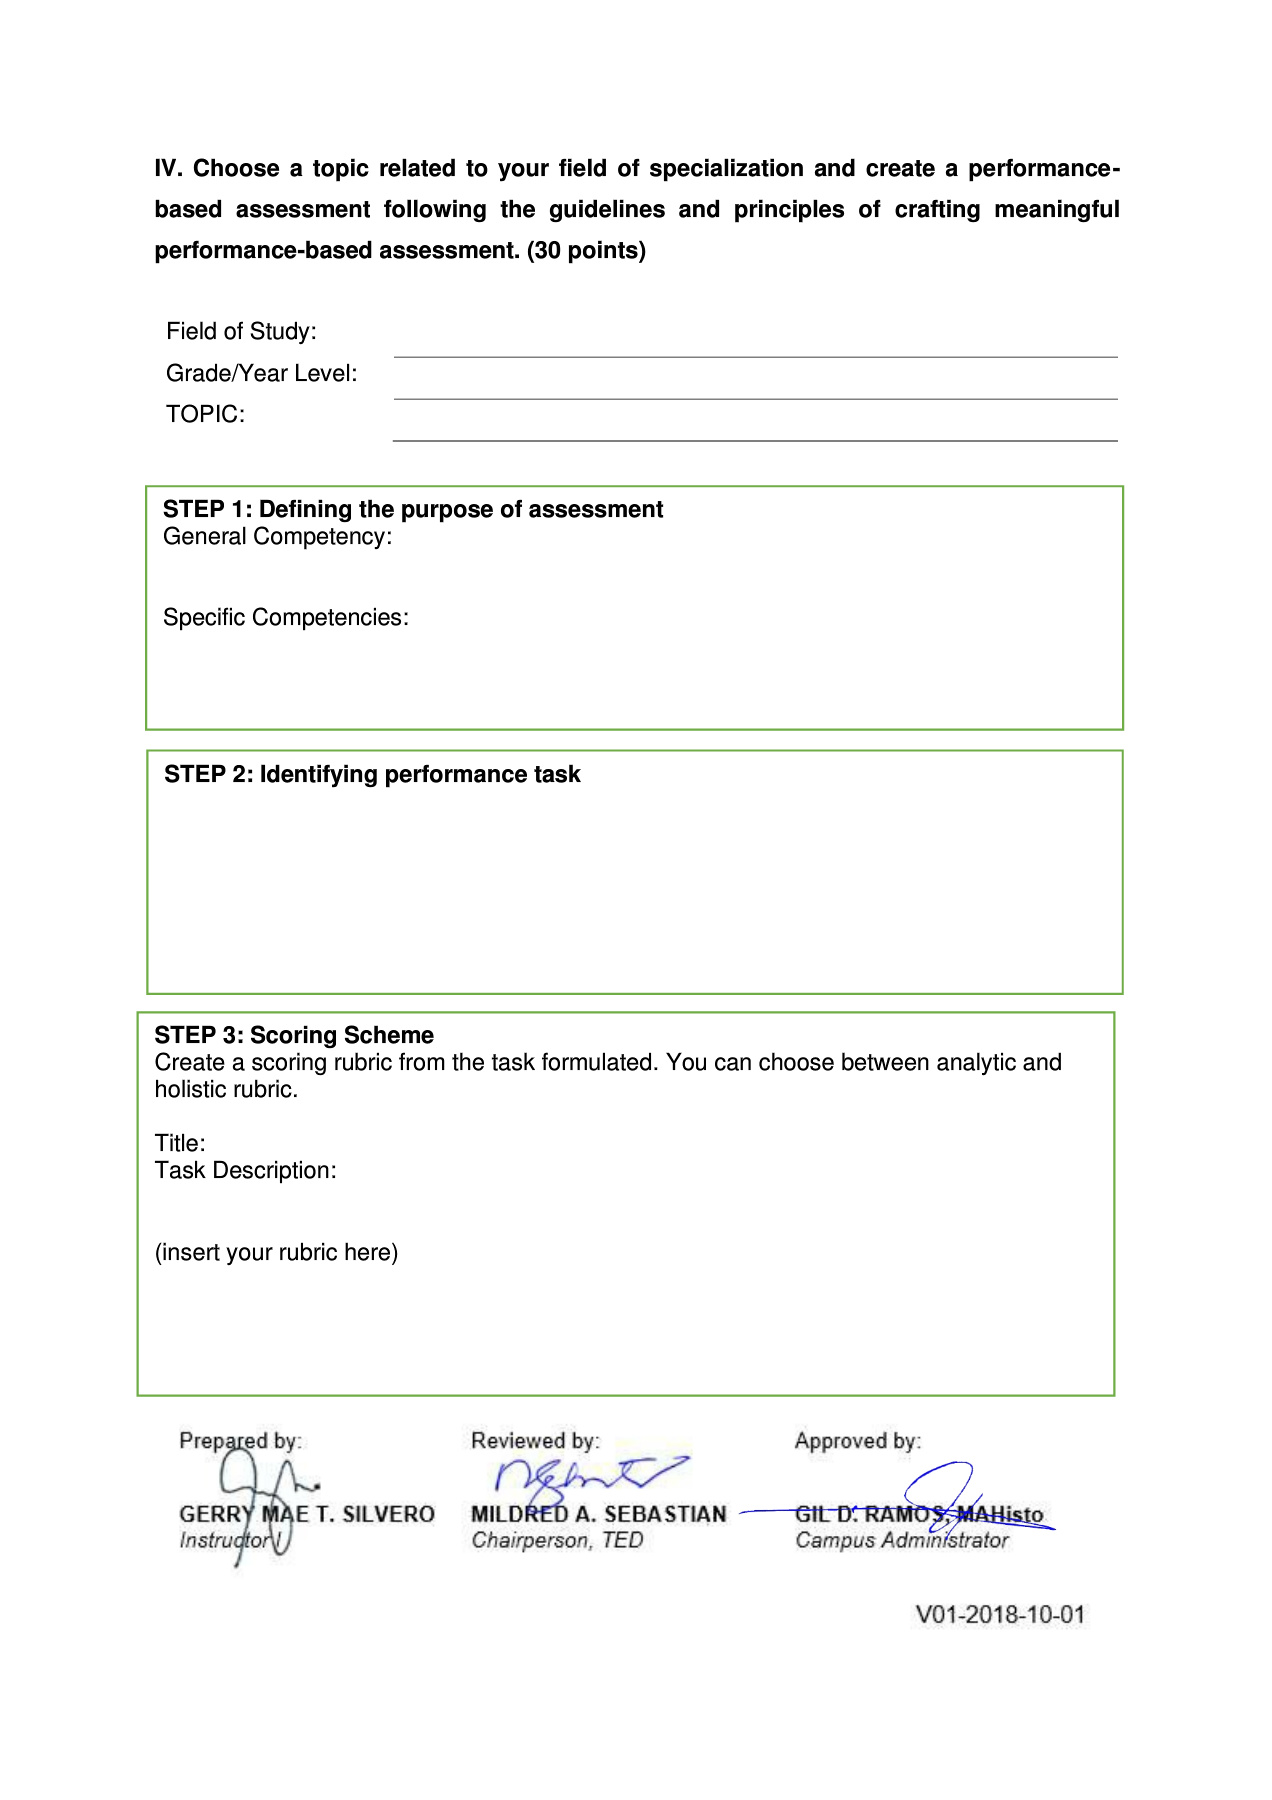 IV. Choose a topic related to your field of specialization and create a performance-
based assessment following the guidelines and principles of crafting meaningful
performance-based assessment. (30 points)
Field of Study:
Grade/Year Level:
TOPIC:
STEP 1: Defining the purpose of assessment
General Competency:
Specific Competencies:
STEP 2: Identifying performance task
STEP 3: Scoring Scheme
Create a scoring rubric from the task formulated. You can choose between analytic and
holistic rubric.
Title:
Task Description:
(insert your rubric here)
Prepared by: Reviewed by: Approved by:
GERRY MAE T. SILVERO MILDRED A. SEBASTIAN GIL D. RAMOS, MAHisto
Instructor I Chairperson, TED Campus Administrator
V01-2018-10-01